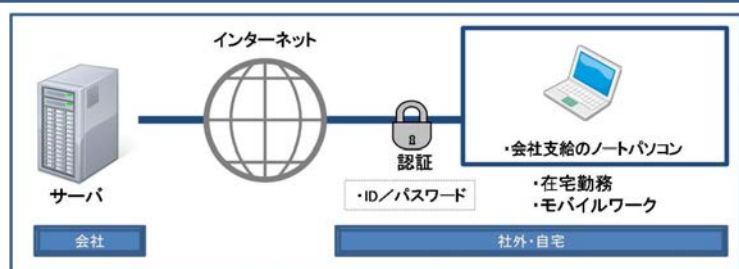 インターネット
・会社支給のノートパソコン
認証
サーバ
・ID／パスワード
・在宅勤務
・モバイルワーク
会社
社外・自宅